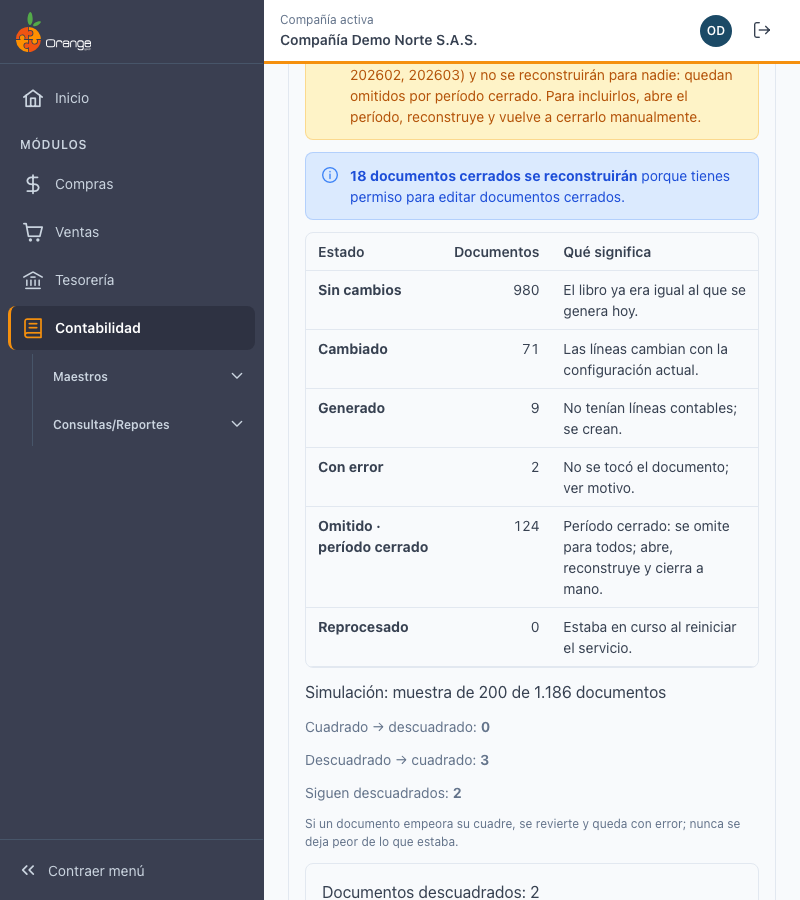 Orange
Compañía activa
Compañía Demo Norte S.A.S.
OD
Inicio
MÓDULOS
Compras
Ventas
Tesorería
Contabilidad
Maestros
Consultas/Reportes
Contraer menú
202602, 202603) y no se reconstruirán para nadie: quedan
omitidos por período cerrado. Para incluirlos, abre el
período, reconstruye y vuelve a cerrarlo manualmente.
18 documentos cerrados se reconstruirán porque tienes
permiso para editar documentos cerrados.
Estado Documentos Qué significa
Sin cambios 980 El libro ya era igual al que se
genera hoy.
Cambiado 71 Las líneas cambian con la
configuración actual.
Generado 9 No tenían líneas contables;
se crean.
Con error 2 No se tocó el documento;
ver motivo.
Omitido · 124 Período cerrado: se omite
período cerrado para todos; abre,
reconstruye y cierra a
mano.
Reprocesado 0 Estaba en curso al reiniciar
el servicio.
Simulación: muestra de 200 de 1.186 documentos
Cuadrado → descuadrado: 0
Descuadrado → cuadrado: 3
Siguen descuadrados: 2
Si un documento empeora su cuadre, se revierte y queda con error; nunca se
deja peor de lo que estaba.
Documentos descuadrados: 2